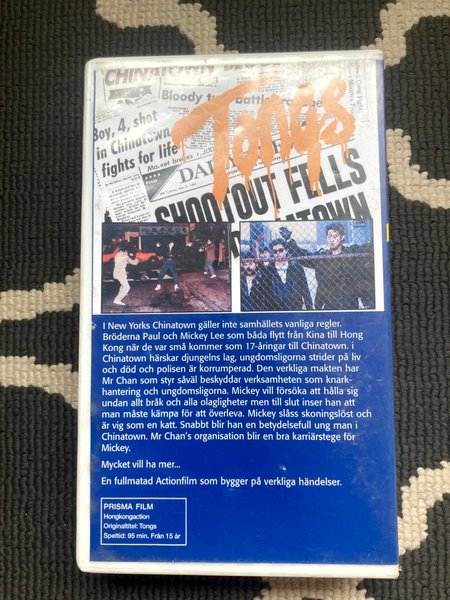 CHINATOWN
Bloody
battle
Boy, 4, shot
in Chinatown
fights for life
Tongs
DAILY
SHOOTOUT FELLS
I New Yorks Chinatown gäller inte samhällets vanliga regler.
Bröderna Paul och Mickey Lee som båda flytt från Kina till Hong
Kong när de var små kommer som 17-åringar till Chinatown. i
Chinatown härskar djungelns lag, ungdomsligorna strider på liv
och död och polisen är korrumperad. Den verkliga makten har
Mr Chan som styr såväl beskyddar verksamheten som knark-
hantering och ungdomsligorna. Mickey vill försöka att hålla sig
undan allt bråk och alla olagligheter men till slut inser han att
man måste kämpa för att överleva. Mickey slåss skoningslöst och
är vig som en katt. Snabbt blir han en betydelsefull ung man i
Chinatown. Mr Chan's organisation blir en bra karriärstege för
Mickey.
Mycket vill ha mer...
En fullmatad Actionfilm som bygger på verkliga händelser.
PRISMA FILM
Hongkongaction
Originaltitel: Tongs
Speltid: 95 min. Från 15 år